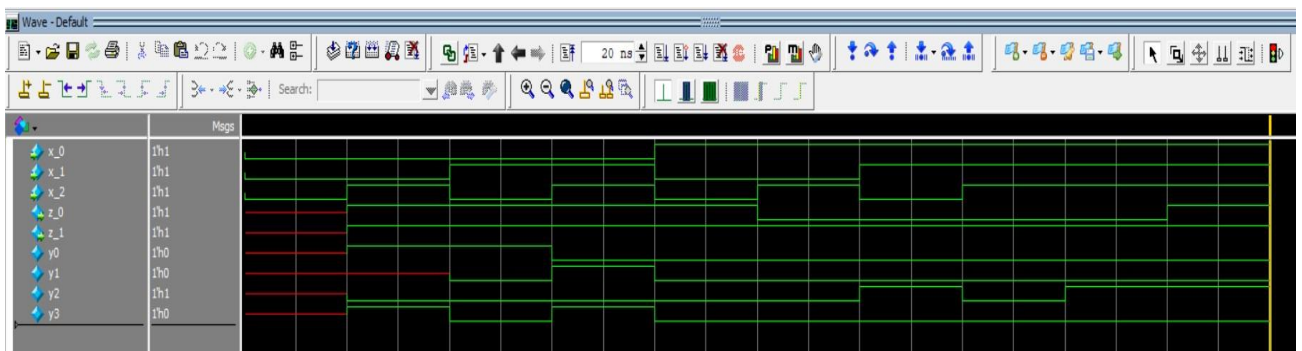 Wave - Default
20 ns
Search:
Msgs
x_0 1'h1
x_1 1'h1
x_2 1'h1
z_0 1'h1
z_1 1'h1
y0 1'h0
y1 1'h0
y2 1'h1
y3 1'h0